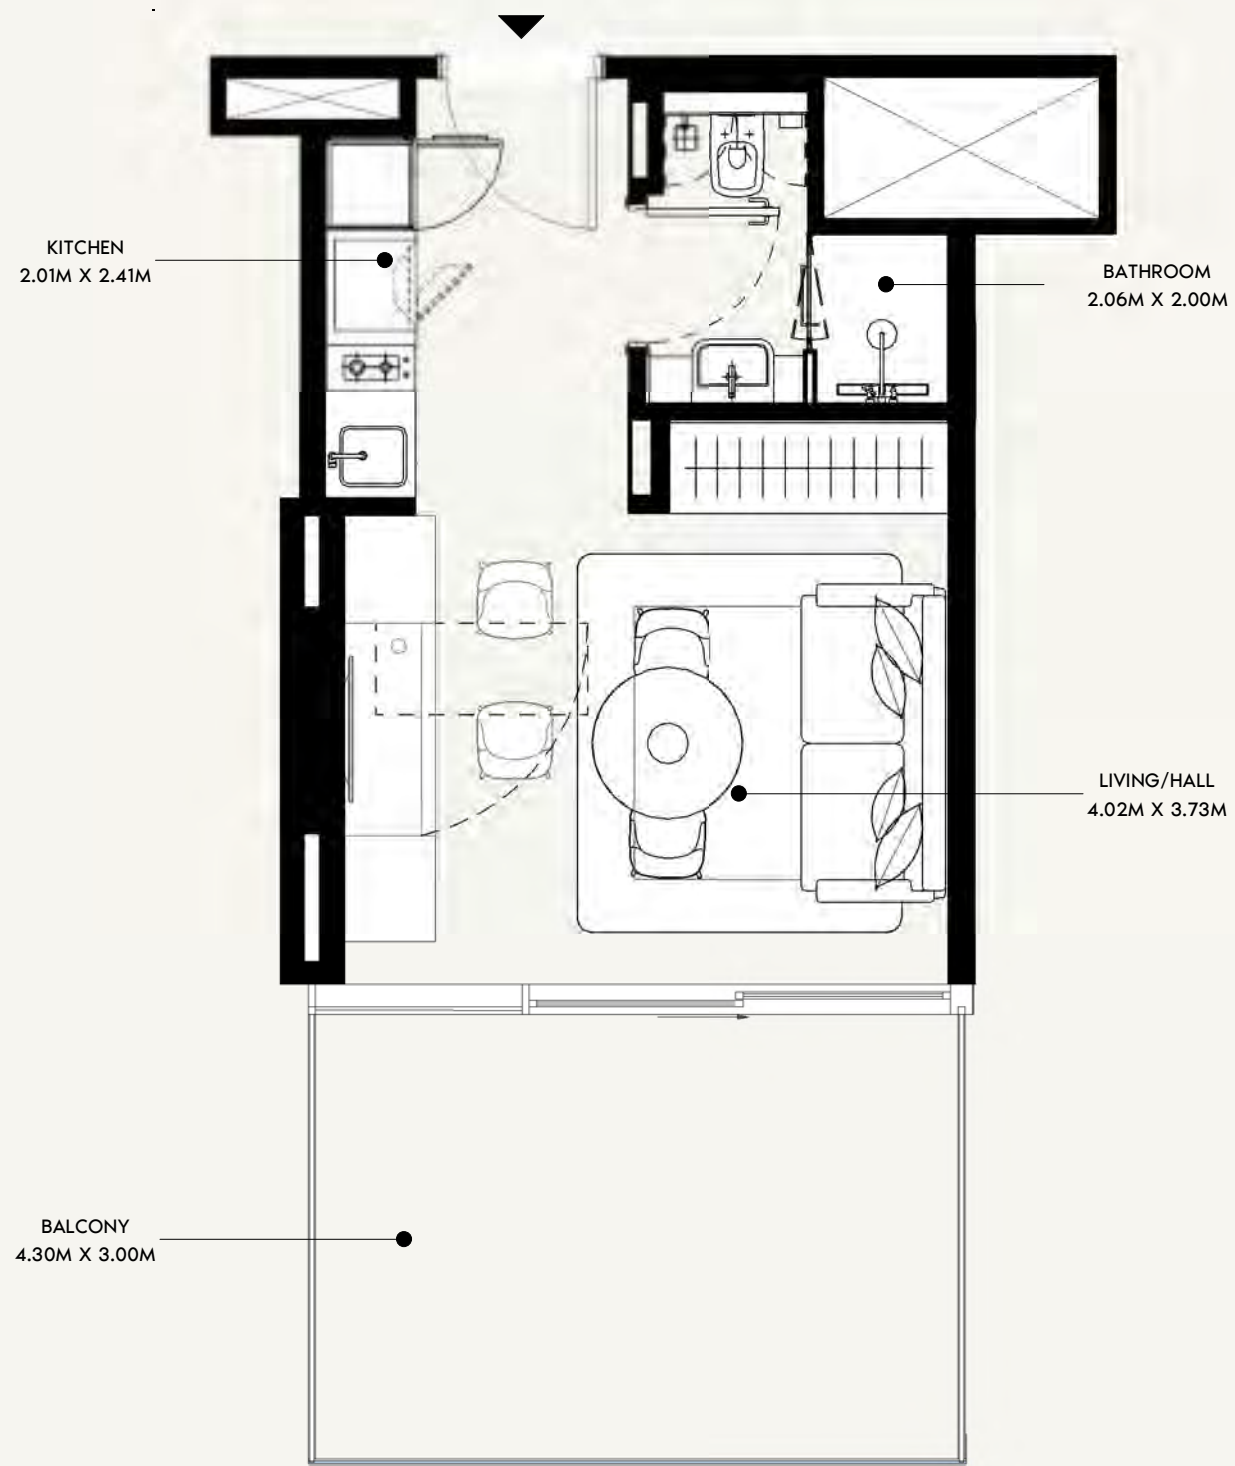 KITCHEN
2.01M X 2.41M
BATHROOM
2.06M X 2.00M
LIVING/HALL
4.02M X 3.73M
BALCONY
4.30M X 3.00M